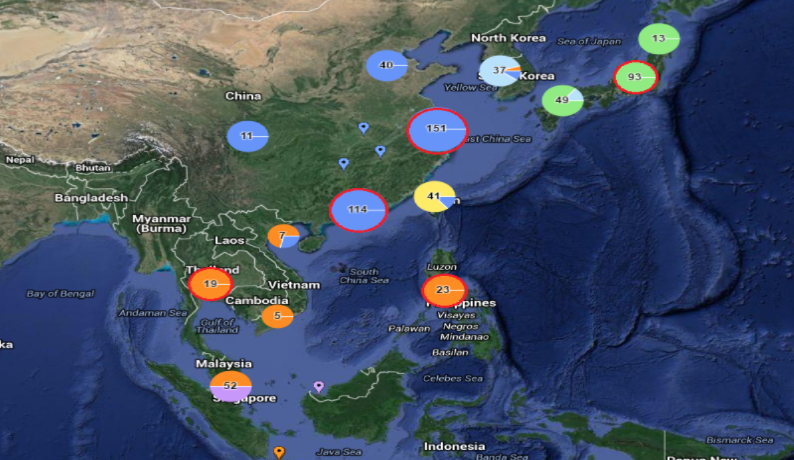 North Korea
Sea of Japan
13
40
37
S
Korea
93
Yellow Sea
China
49
151
11
st China Sea
Nepal
Bhutan
Bangladesh
41
n
114
Myanmar
(Burma)
7
Laos
Luzon
Thailand
South
China Sea
Bay of Bengal
19
Vietnam
23
Cambodia
ippines
Andaman Sea
5
Visayas
Gulf of
Thailand
Palawan
Negros
Mindanao
ka
Basilan
Malaysia
52
Celebes Sea
Singapore
Indonesia
Bismarck Sea
Java Sea
Banda Sea
Papua New